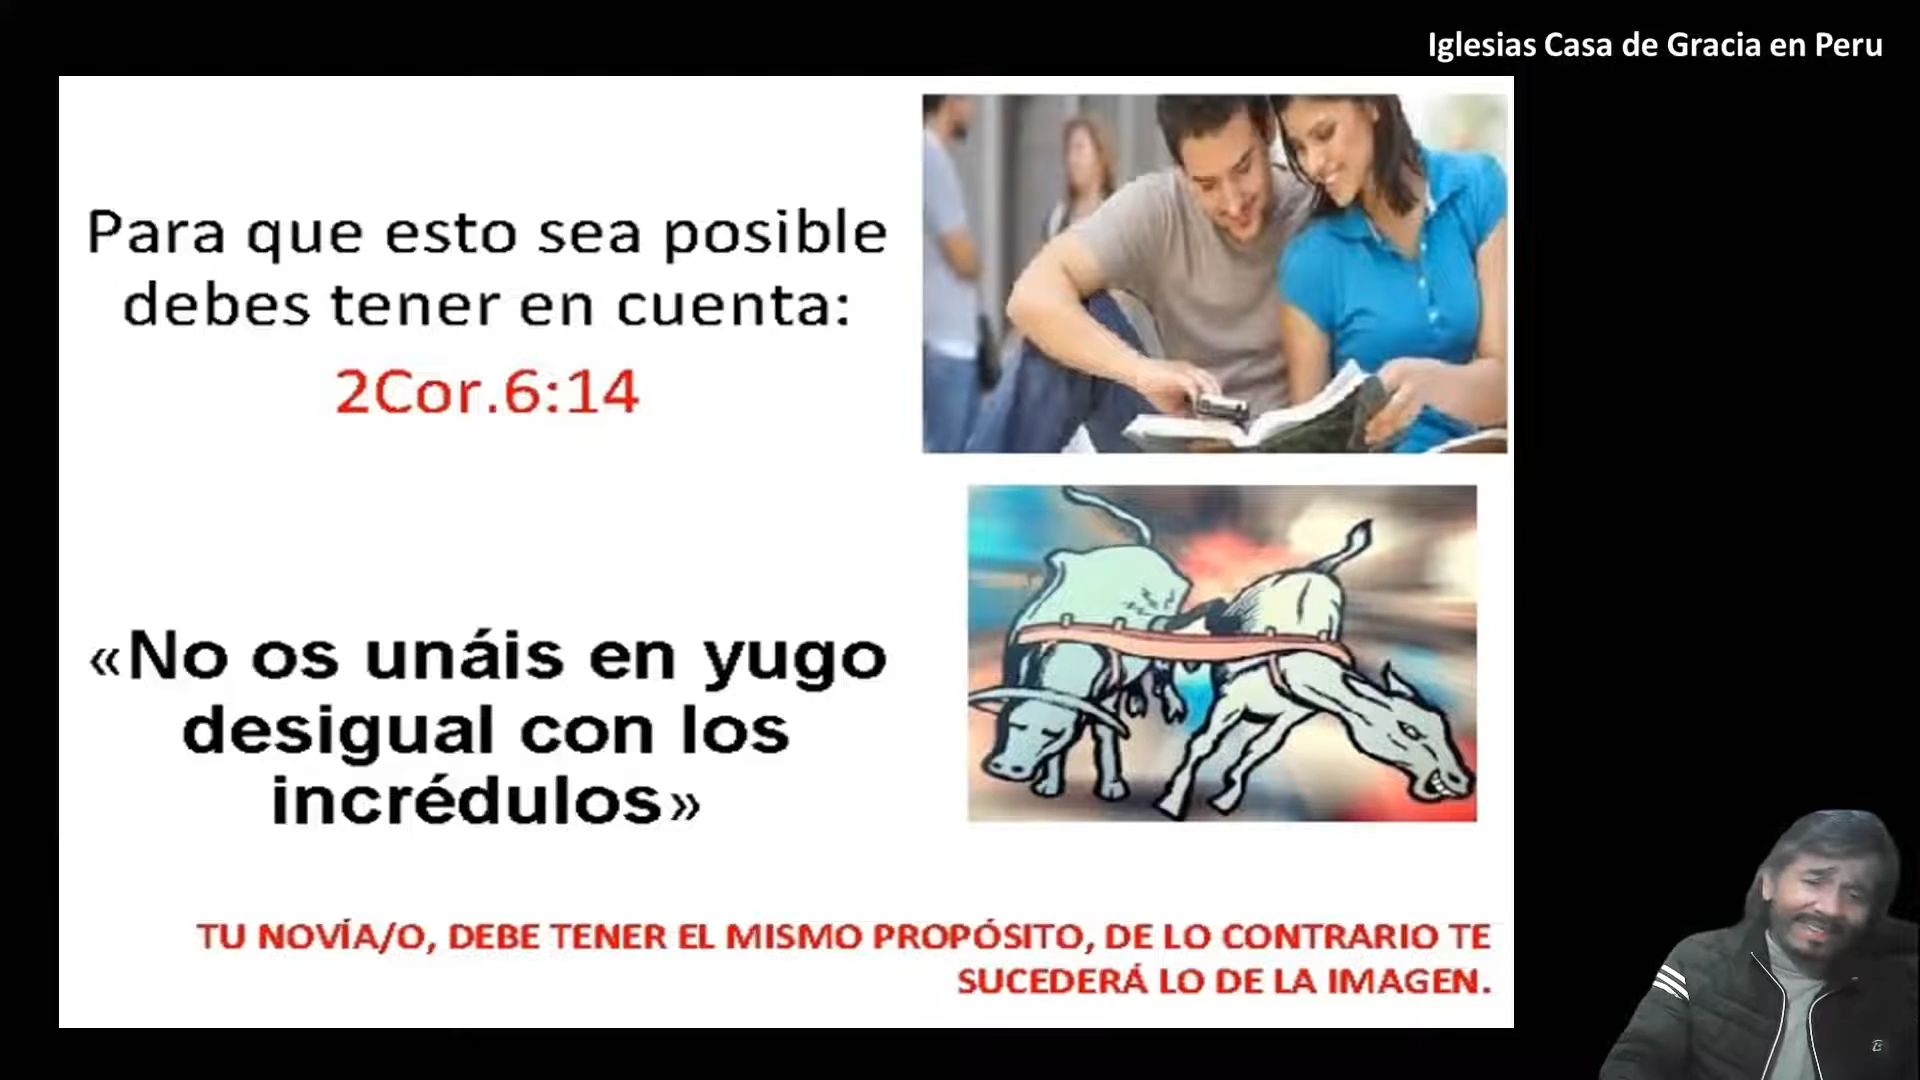 Iglesias Casa de Gracia en Peru
Para que esto sea posible
debes tener en cuenta:
2Cor.6:14
«No os unáis en yugo
desigual con los
incrédulos»
TU NOVÍA/O, DEBE TENER EL MISMO PROPÓSITO, DE LO CONTRARIO TE
SUCEDERÁ LO DE LA IMAGEN.